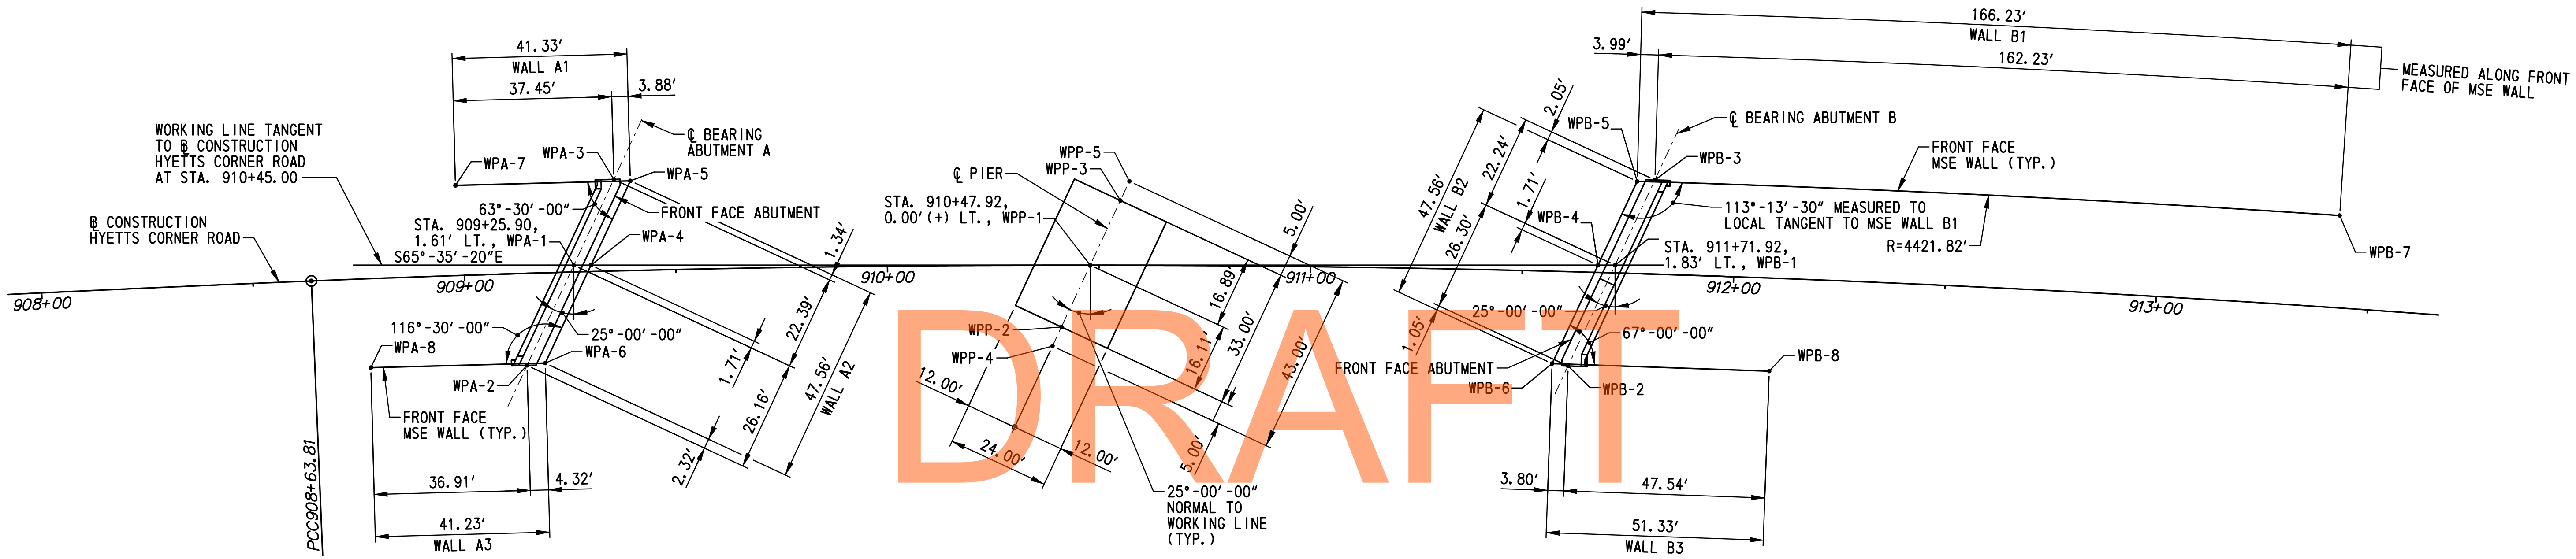 166.23'
WALL B1
3.99'
162.23'
MEASURED ALONG FRONT
FACE OF MSE WALL
41.33'
WALL A1
37.45'
3.88'
WORKING LINE TANGENT
TO ℄ CONSTRUCTION
HYETTS CORNER ROAD
AT STA. 910+45.00
WPA-7
WPA-3
℄ BEARING
ABUTMENT A
WPA-5
63°-30'-00"
STA. 909+25.90,
1.61' LT., WPA-1
S65°-35'-20"E
FRONT FACE ABUTMENT
WPA-4
℄ CONSTRUCTION
HYETTS CORNER ROAD
908+00
909+00
910+00
911+00
912+00
913+00
PCC908+63.81
116°-30'-00"
25°-00'-00"
WPA-8
WPA-6
WPA-2
FRONT FACE
MSE WALL (TYP.)
36.91'
4.32'
41.23'
WALL A3
1.34'
22.39'
1.71'
26.16'
2.32'
47.56'
WALL A2
WPP-5
WPP-3
℄ PIER
STA. 910+47.92,
0.00'(+) LT., WPP-1
5.00'
16.89'
16.11'
33.00'
43.00'
5.00'
WPP-2
WPP-4
12.00'
24.00'
12.00'
25°-00'-00"
NORMAL TO
WORKING LINE
(TYP.)
DRAFT
2.05'
22.24'
1.71'
26.30'
1.05'
47.56'
WALL B2
WPB-5
WPB-4
℄ BEARING ABUTMENT B
WPB-3
FRONT FACE
MSE WALL (TYP.)
113°-13'-30" MEASURED TO
LOCAL TANGENT TO MSE WALL B1
R=4421.82'
STA. 911+71.92,
1.83' LT., WPB-1
WPB-7
25°-00'-00"
67°-00'-00"
FRONT FACE ABUTMENT
WPB-6
WPB-2
WPB-8
3.80'
47.54'
51.33'
WALL B3